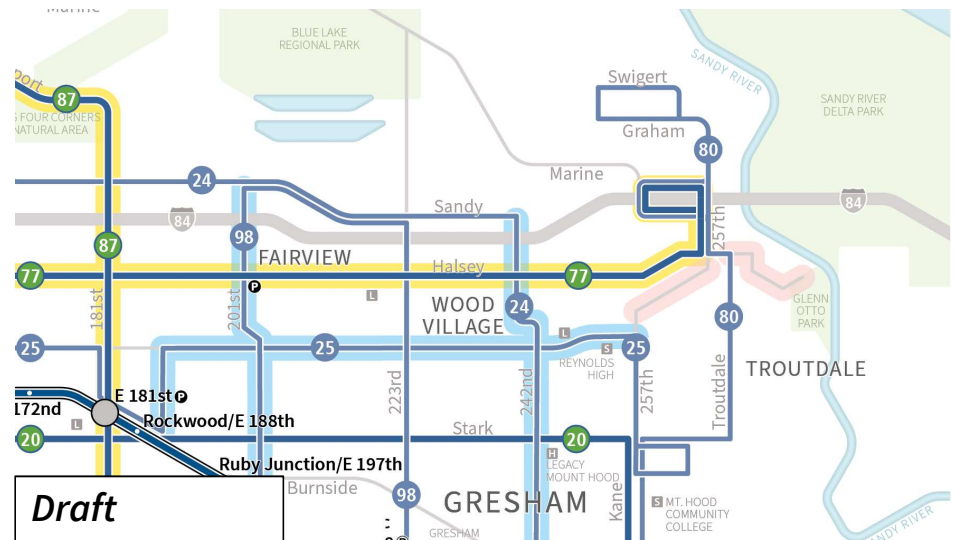 Marine
BLUE LAKE
REGIONAL PARK
Swigert
SANDY RIVER
port
87
SANDY RIVER
DELTA PARK
FOUR CORNERS
NATURAL AREA
Graham
80
Marine
24
84
84
Sandy
98
87
257th
FAIRVIEW
Halsey
77
77
181st
201st
P
L
WOOD
VILLAGE
24
GLENN
OTTO
PARK
80
25
25
L
S
25
REYNOLDS
HIGH
TROUTDALE
223rd
242nd
257th
Troutdale
E 181st P
172nd
Rockwood/E 188th
L
20
Stark
20
H
LEGACY
MOUNT HOOD
Ruby Junction/E 197th
Burnside
98
GRESHAM
Kane
S MT. HOOD
COMMUNITY
COLLEGE
Draft
GRESHAM
P
SANDY RIVER